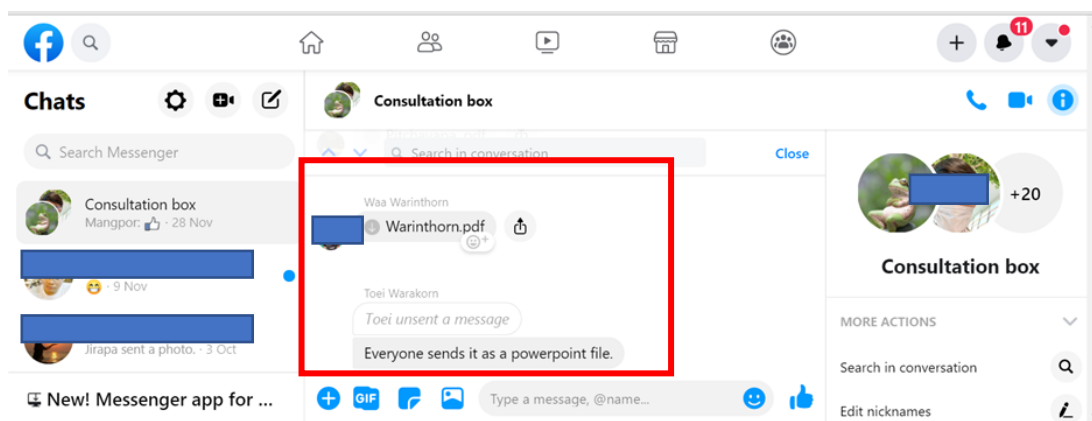 11
Chats
Search Messenger
Consultation box
Mangpor: · 28 Nov
· 9 Nov
Jirapa sent a photo. · 3 Oct
New! Messenger app for ...
Consultation box
Search in conversation
Close
Waa Warinthorn
Warinthorn.pdf
Toei Warakorn
Toei unsent a message
Everyone sends it as a powerpoint file.
GIF
Type a message, @name...
+20
Consultation box
MORE ACTIONS
Search in conversation
Edit nicknames